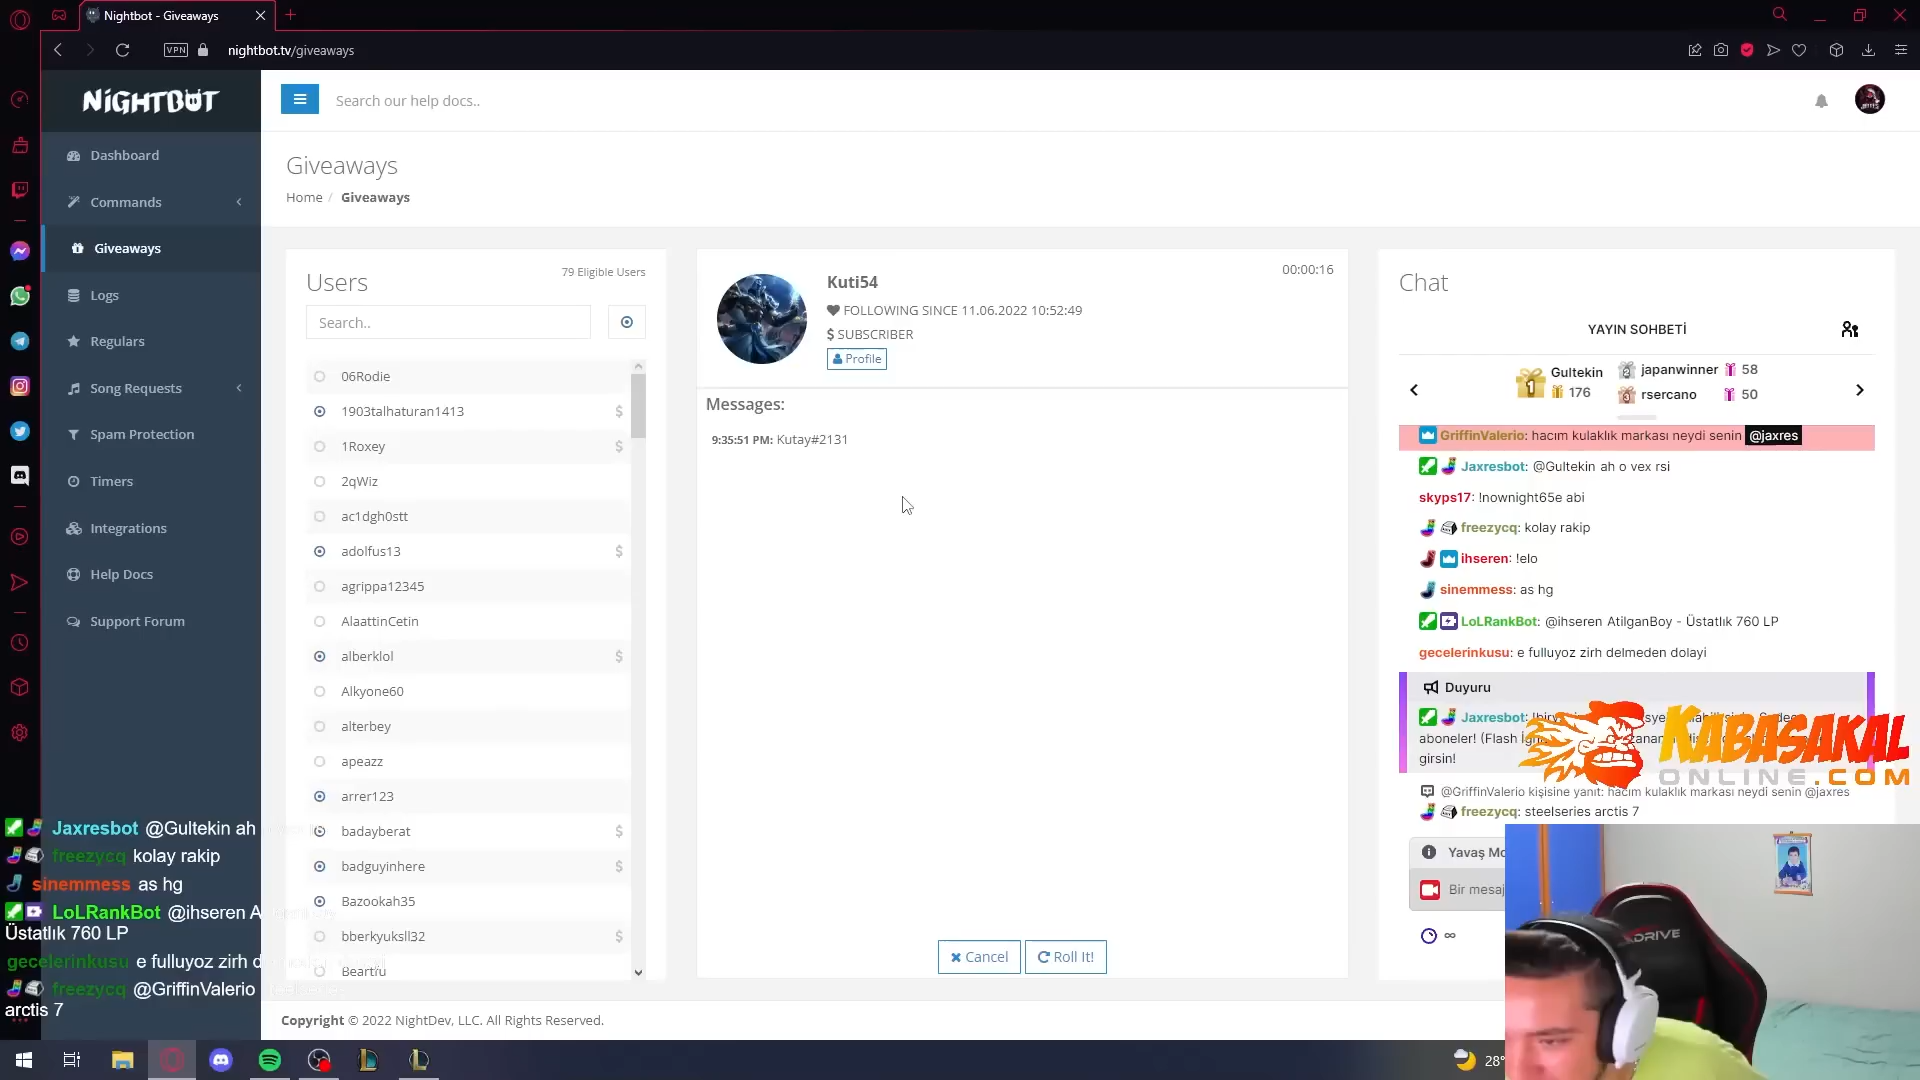 Nightbot - Giveaways
VPN
nightbot.tv/giveaways
NIGHTBOT
Search our help docs..
Dashboard
Commands
Giveaways
Logs
Regulars
Song Requests
Spam Protection
Timers
Integrations
Help Docs
Support Forum
Giveaways
Home / Giveaways
Users
79 Eligible Users
Search..
06Rodie
1903talhaturan1413 $
1Roxey $
2qWiz
ac1dgh0stt
adolfus13 $
agrippa12345
AlaattinCetin
alberklol $
Alkyone60
alterbey
apeazz
arrer123
badayberat $
badguyinhere $
Bazookah35
bberkyuksll32 $
Kuti54
00:00:16
FOLLOWING SINCE 11.06.2022 10:52:49
$ SUBSCRIBER
Profile
Messages:
9:35:51 PM: Kutay#2131
Cancel
Roll It!
Chat
YAYIN SOHBETİ
1 Gultekin 176
2 japanwinner 58
3 rsercano 50
GriffinValerio: hacım kulaklık markası neydi senin @jaxres
Jaxresbot: @Gultekin ah o vex rsi
skyps17: !nownight65e abi
freezycq: kolay rakip
ihseren: !elo
sinemmess: as hg
LoLRankBot: @ihseren AtilganBoy - Üstatlık 760 LP
gecelerinkusu: e fulluyoz zirh delmeden dolayi
Duyuru
Jaxresbot:
aboneler! (Flash
girsin!
KABASAKAL
ONLINE.COM
@GriffinValerio kişisine yanıt: hacım kulaklık markası neydi senin @jaxres
freezycq: steelseries arctis 7
Yavaş
Bir
∞
XDRIVE
Jaxresbot @Gultekin ah
freezycq kolay rakip
sinemmess as hg
LoLRankBot @ihseren A
Üstatlık 760 LP
gecelerinkusu e fulluyoz zirh d
freezycq @GriffinValerio
arctis 7
Copyright © 2022 NightDev, LLC. All Rights Reserved.
28°